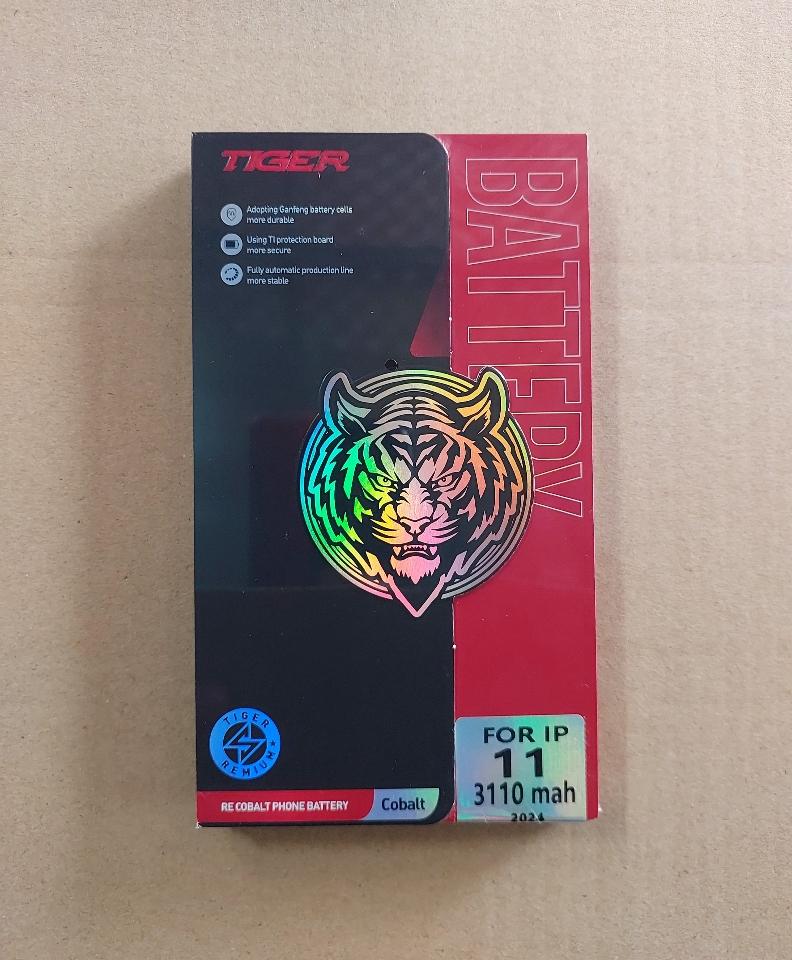 TIGER
Adopting Ganfeng battery cells
more durable
Using TI protection board
more secure
Fully automatic production line
more stable
BATTERY
TIGER
REMIUM
RE COBALT PHONE BATTERY
Cobalt
FOR IP
11
3110 mah
2024